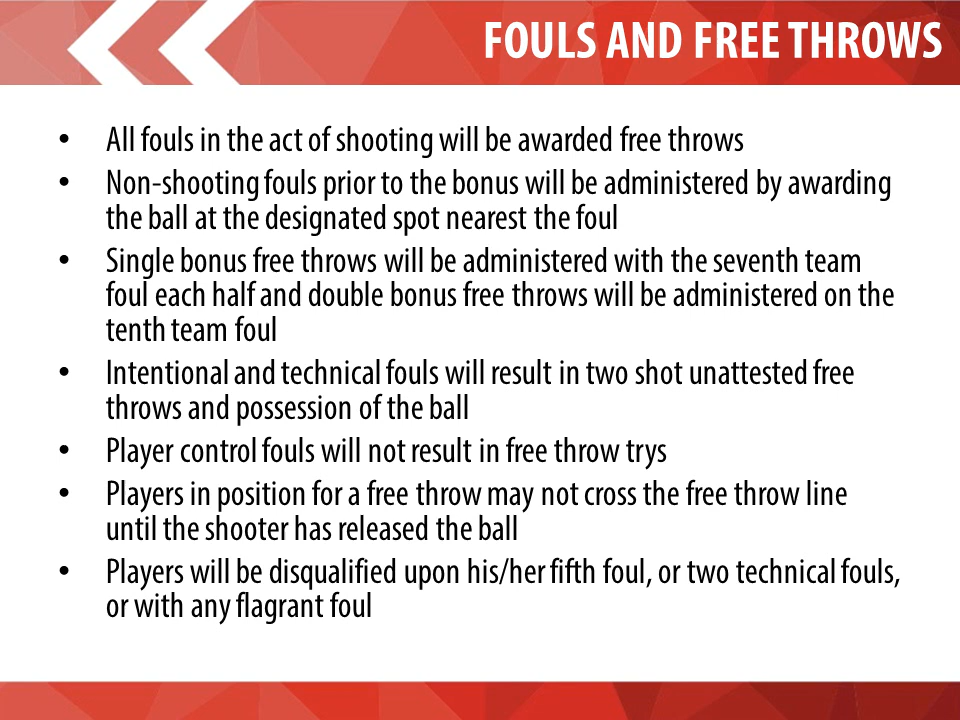 FOULS AND FREE THROWS
• All fouls in the act of shooting will be awarded free throws
• Non-shooting fouls prior to the bonus will be administered by awarding
the ball at the designated spot nearest the foul
• Single bonus free throws will be administered with the seventh team
foul each half and double bonus free throws will be administered on the
tenth team foul
• Intentional and technical fouls will result in two shot unattested free
throws and possession of the ball
• Player control fouls will not result in free throw trys
• Players in position for a free throw may not cross the free throw line
until the shooter has released the ball
• Players will be disqualified upon his/her fifth foul, or two technical fouls,
or with any flagrant foul